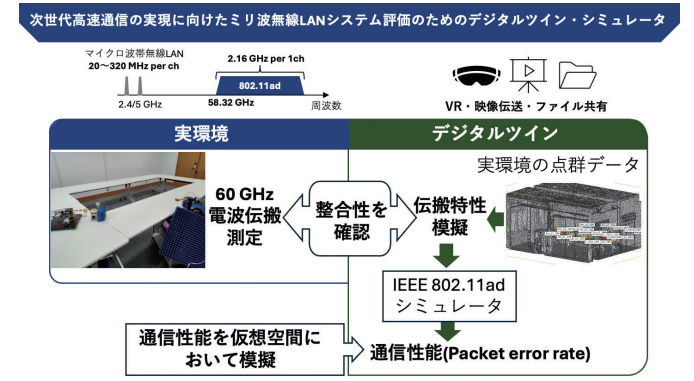 次世代高速通信の実現に向けたミリ波無線LANシステム評価のためのデジタルツイン・シミュレータ
マイクロ波帯無線LAN
20～320 MHz per ch
2.16 GHz per 1ch
802.11ad
2.4/5 GHz
58.32 GHz
周波数
VR・映像伝送・ファイル共有
実環境
デジタルツイン
実環境の点群データ
60 GHz
電波伝搬
測定
整合性を
確認
伝搬特性
模擬
IEEE 802.11ad
シミュレータ
通信性能を仮想空間に
おいて模擬
通信性能(Packet error rate)